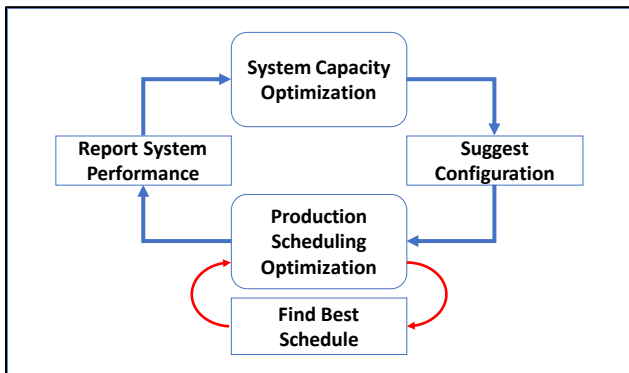 System Capacity
Optimization
Report System
Performance
Suggest
Configuration
Production
Scheduling
Optimization
Find Best
Schedule